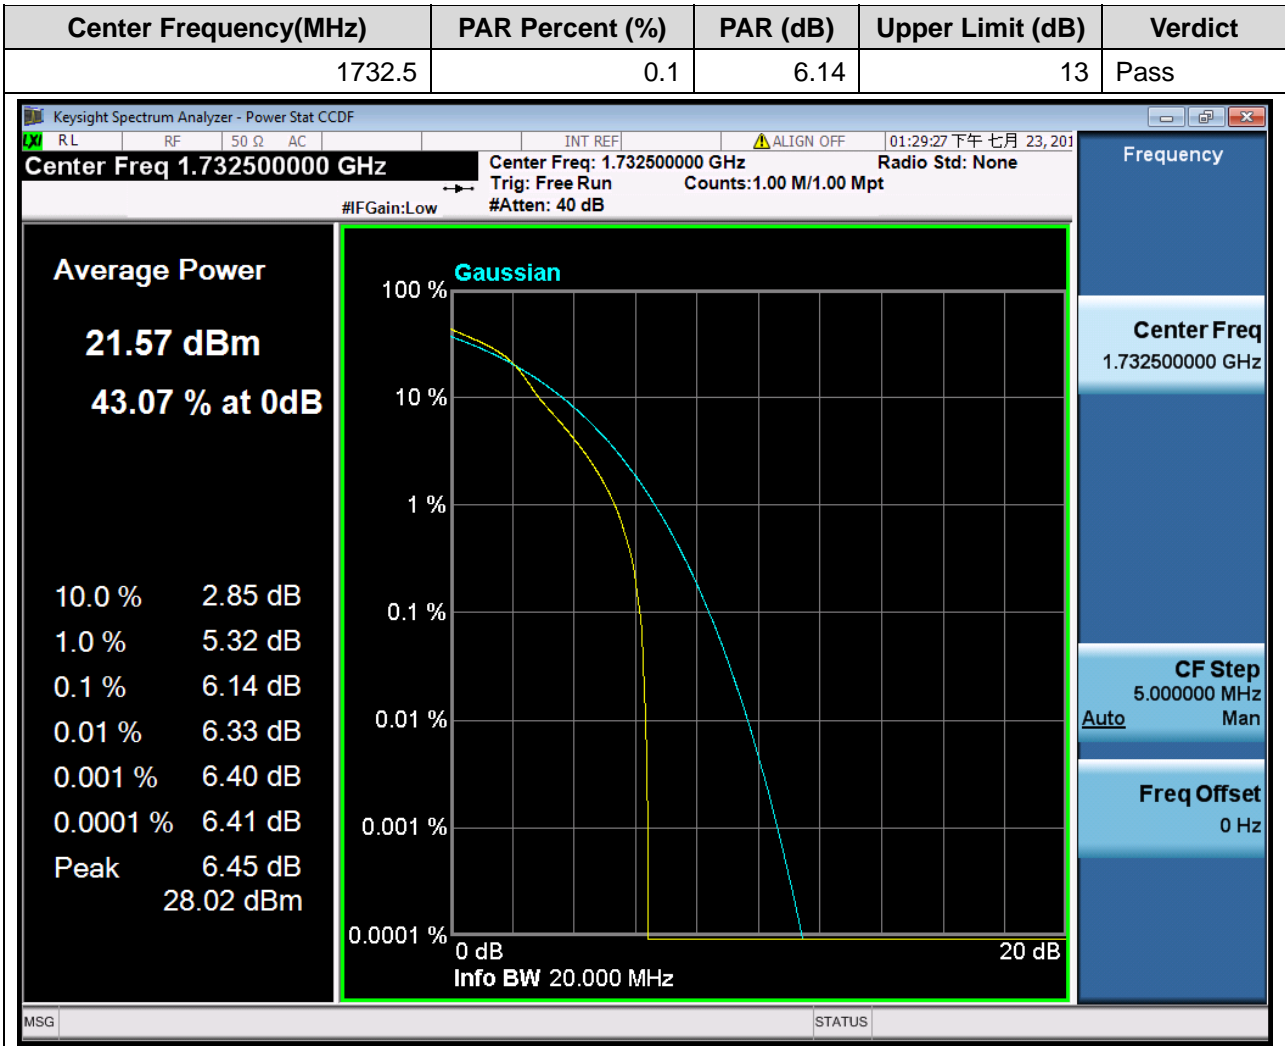 Center Frequency(MHz) PAR Percent (%) PAR (dB) Upper Limit (dB) Verdict
1732.5 0.1 6.14 13 Pass
Keysight Spectrum Analyzer - Power Stat CCDF
LXI RL RF 50 Ω AC INT REF ALIGN OFF 01:29:27 下午 七月 23, 201
Center Freq 1.732500000 GHz
Center Freq: 1.732500000 GHz Radio Std: None
Trig: Free Run Counts:1.00 M/1.00 Mpt
#IFGain:Low #Atten: 40 dB
Average Power
21.57 dBm
43.07 % at 0dB
10.0 % 2.85 dB
1.0 % 5.32 dB
0.1 % 6.14 dB
0.01 % 6.33 dB
0.001 % 6.40 dB
0.0001 % 6.41 dB
Peak 6.45 dB
28.02 dBm
Gaussian
100 %
10 %
1 %
0.1 %
0.01 %
0.001 %
0.0001 %
0 dB 20 dB
Info BW 20.000 MHz
Frequency
Center Freq
1.732500000 GHz
CF Step
5.000000 MHz
Auto Man
Freq Offset
0 Hz
MSG STATUS